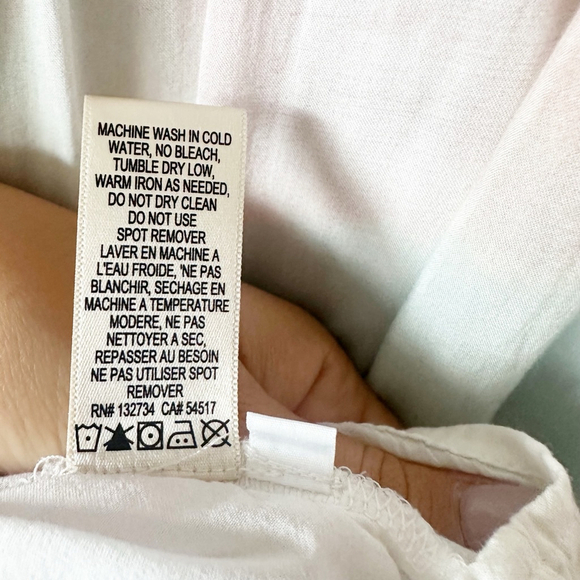 MACHINE WASH IN COLD
WATER, NO BLEACH,
TUMBLE DRY LOW,
WARM IRON AS NEEDED,
DO NOT DRY CLEAN
DO NOT USE
SPOT REMOVER
LAVER EN MACHINE A
L'EAU FROIDE, 'NE PAS
BLANCHIR, SECHAGE EN
MACHINE A TEMPERATURE
MODERE, NE PAS
NETTOYER A SEC,
REPASSER AU BESOIN
NE PAS UTILISER SPOT
REMOVER
RN# 132734 CA# 54517